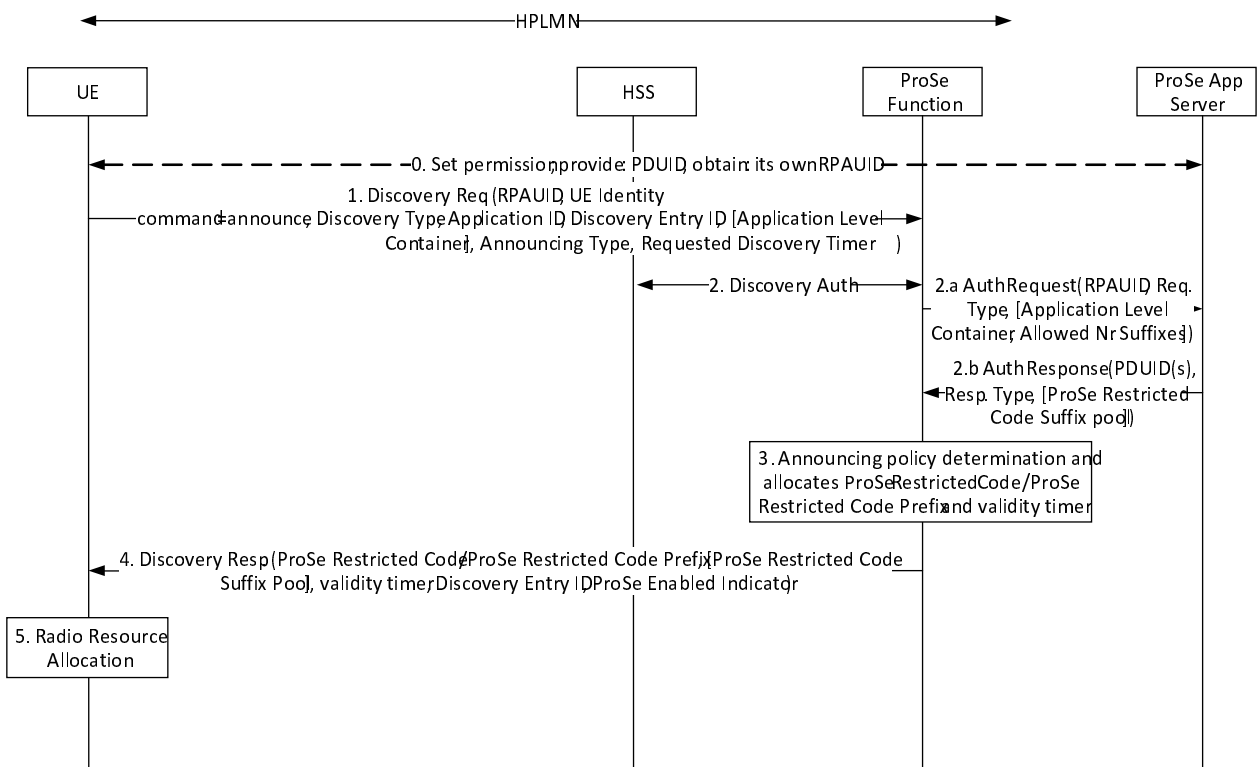 HPLMN
UE
HSS
ProSe
Function
ProSe App
Server
0. Set permission, provide: PDUID, obtain: its own RPAUID
1. Discovery Req (RPAUID, UE Identity
command=announce, Discovery Type, Application ID, Discovery Entry ID, [Application Level
Container], Announcing Type, Requested Discovery Timer )
2. Discovery Auth
2.a Auth Request( RPAUID, Req.
Type, [Application Level
Container, Allowed Nr Suffixes])
2.b Auth Response(PDUID(s),
Resp. Type, [ProSe Restricted
Code Suffix pool])
3. Announcing policy determination and
allocates ProSe Restricted Code/ProSe
Restricted Code Prefix and validity timer
4. Discovery Resp (ProSe Restricted Code/ProSe Restricted Code Prefix, [ProSe Restricted Code
Suffix Pool], validity timer, Discovery Entry ID, ProSe Enabled Indicator)
5. Radio Resource
Allocation